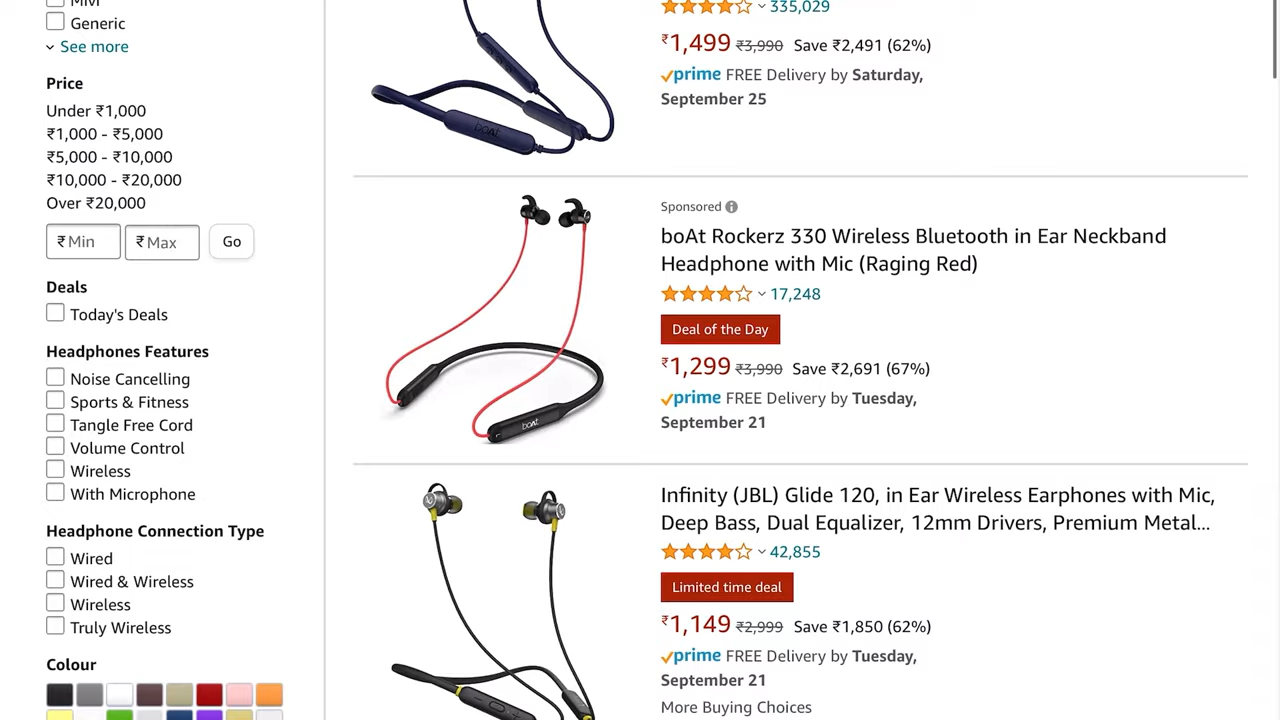 Mivi
Generic
See more
Price
Under ₹1,000
₹1,000 - ₹5,000
₹5,000 - ₹10,000
₹10,000 - ₹20,000
Over ₹20,000
₹ Min
₹ Max
Go
Deals
Today's Deals
Headphones Features
Noise Cancelling
Sports & Fitness
Tangle Free Cord
Volume Control
Wireless
With Microphone
Headphone Connection Type
Wired
Wired & Wireless
Wireless
Truly Wireless
Colour
boAt
335,029
₹1,499 ₹3,990 Save ₹2,491 (62%)
prime FREE Delivery by Saturday,
September 25
boAt
Sponsored
boAt Rockerz 330 Wireless Bluetooth in Ear Neckband
Headphone with Mic (Raging Red)
17,248
Deal of the Day
₹1,299 ₹3,990 Save ₹2,691 (67%)
prime FREE Delivery by Tuesday,
September 21
Infinity (JBL) Glide 120, in Ear Wireless Earphones with Mic,
Deep Bass, Dual Equalizer, 12mm Drivers, Premium Metal...
42,855
Limited time deal
₹1,149 ₹2,999 Save ₹1,850 (62%)
prime FREE Delivery by Tuesday,
September 21
More Buying Choices